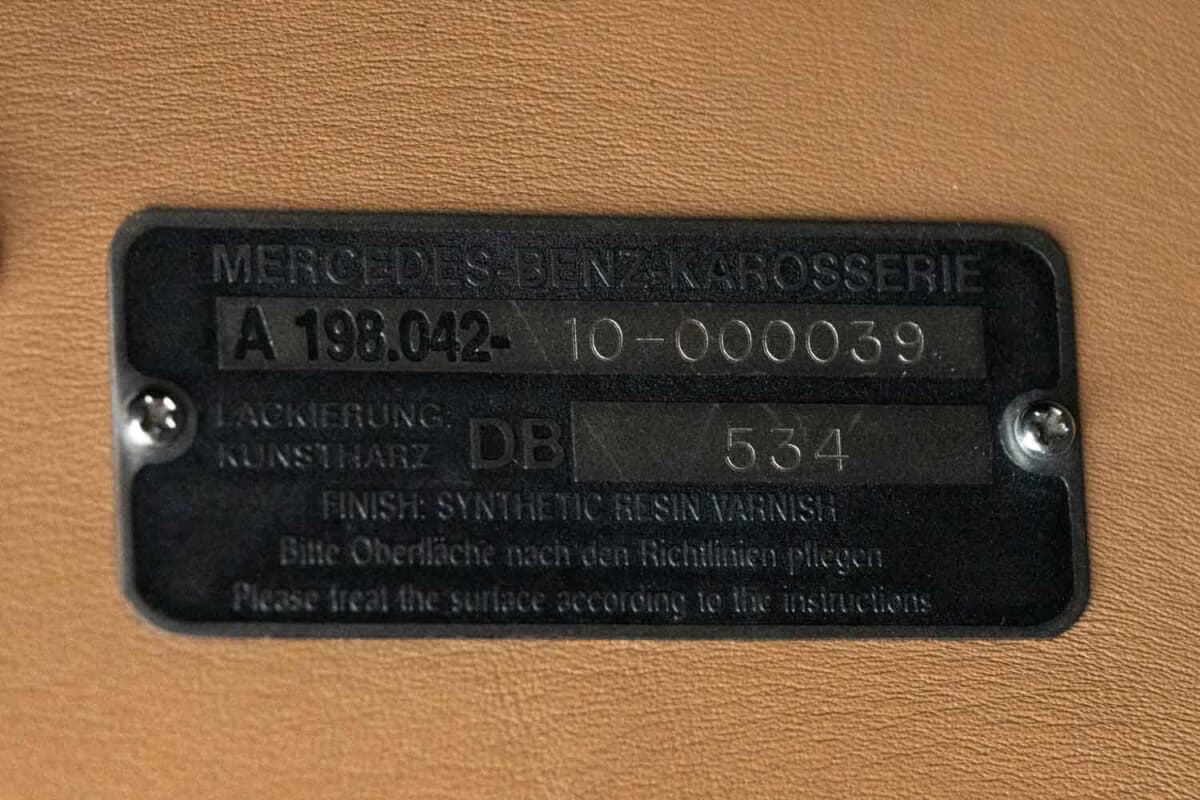 MERCEDES-BENZ-KAROSSERIE
A 198.042- 10-000039
LACKIERUNG:
KUNSTHARZ DB 534
FINISH: SYNTHETIC RESIN VARNISH
Bitte Oberfläche nach den Richtlinien pflegen
Please treat the surface according to the instructions